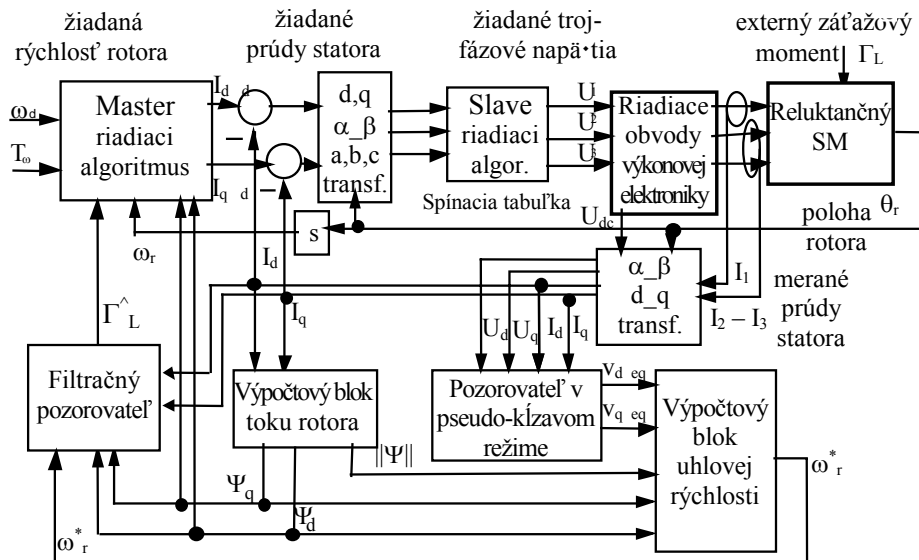 žiadaná
rýchlosť rotora
žiadané
prúdy statora
žiadané troj-
fázové napä·tia
externý záťažový
moment
Γ_L
ω_d
T_ω
Master
riadiaci
algoritmus
I_d d
I_q d
−
−
d,q
α_β
a,b,c
transf.
Slave
riadiaci
algor.
Spínacia tabuľka
U_1
U_2
U_3
Riadiace
obvody
výkonovej
elektroniky
Reluktančný
SM
s
ω_r
I_d
I_q
U_dc
θ_r
poloha
rotora
α_β
d_q
transf.
I_1
I_2 – I_3
merané
prúdy
statora
Γ^_L
U_d
U_q
I_d
I_q
Filtračný
pozorovateľ
Výpočtový blok
toku rotora
Pozorovateľ v
pseudo-kĺzavom
režime
v_d eq
v_q eq
Výpočtový
blok
uhlovej
rýchlosti
||Ψ||
Ψ_q
Ψ_d
ω*_r
ω*_r